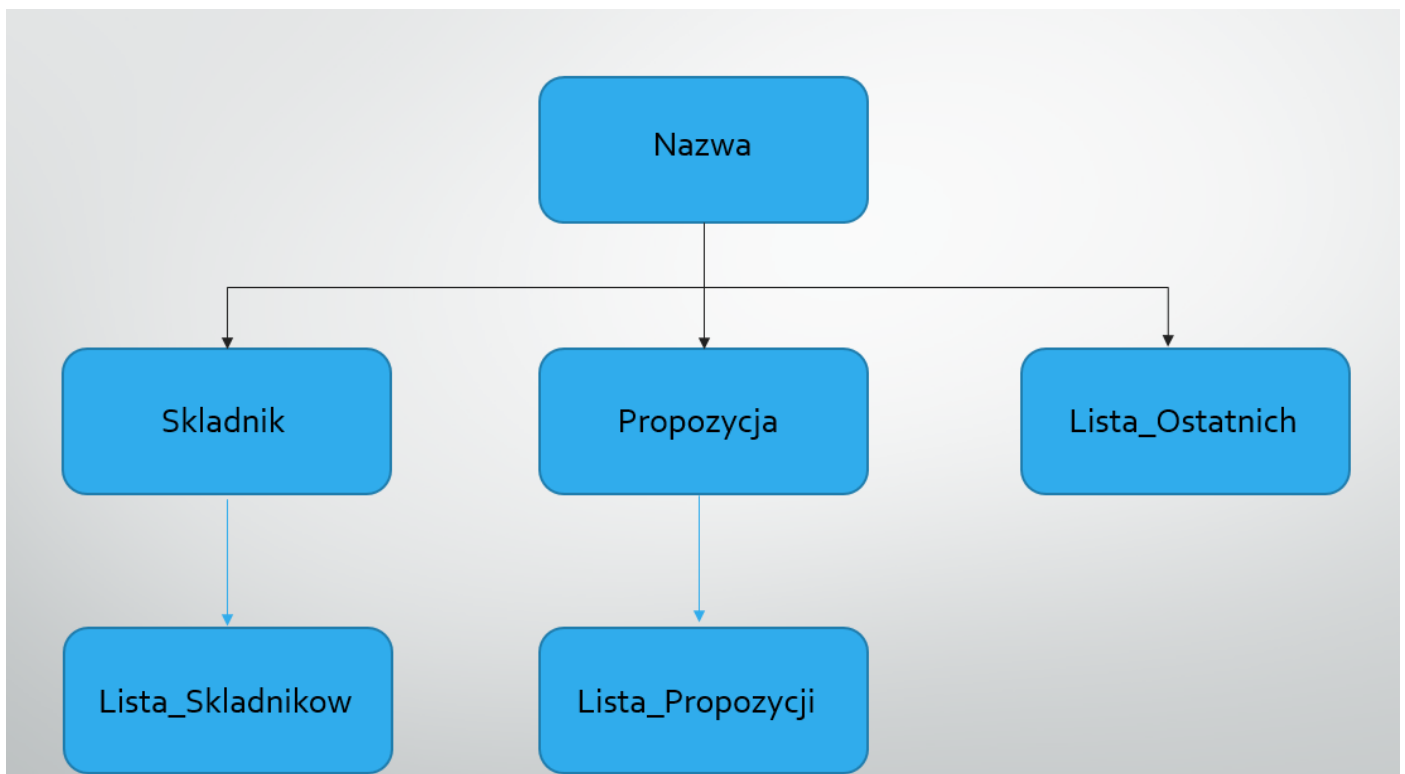 Nazwa
Skladnik
Propozycja
Lista_Ostatnich
Lista_Skladnikow
Lista_Propozycji